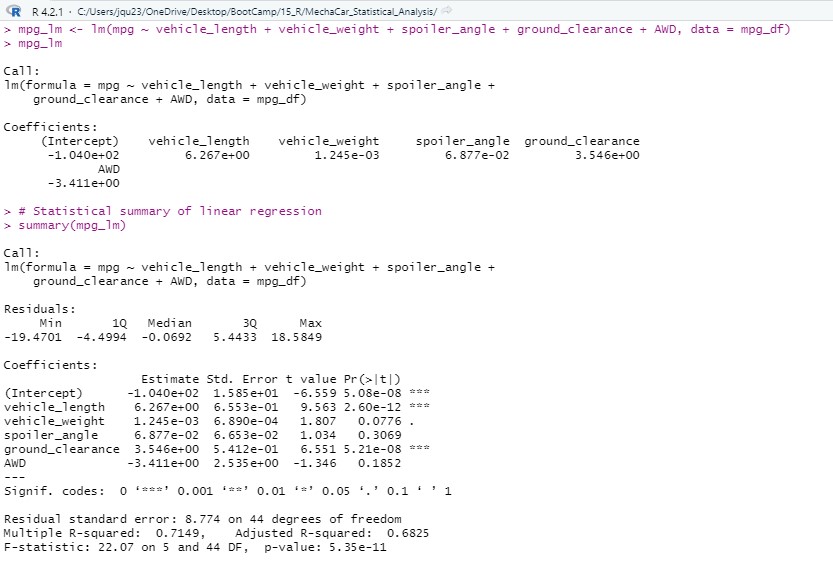 R 4.2.1 · C:/Users/jqu23/OneDrive/Desktop/BootCamp/15_R/MechaCar_Statistical_Analysis/
> mpg_lm <- lm(mpg ~ vehicle_length + vehicle_weight + spoiler_angle + ground_clearance + AWD, data = mpg_df)
> mpg_lm
Call:
lm(formula = mpg ~ vehicle_length + vehicle_weight + spoiler_angle +
    ground_clearance + AWD, data = mpg_df)
Coefficients:
     (Intercept)    vehicle_length    vehicle_weight     spoiler_angle  ground_clearance
      -1.040e+02         6.267e+00         1.245e-03         6.877e-02         3.546e+00
             AWD
      -3.411e+00
> # Statistical summary of linear regression
> summary(mpg_lm)
Call:
lm(formula = mpg ~ vehicle_length + vehicle_weight + spoiler_angle +
    ground_clearance + AWD, data = mpg_df)
Residuals:
     Min       1Q   Median       3Q      Max
-19.4701  -4.4994  -0.0692   5.4433  18.5849
Coefficients:
                   Estimate Std. Error t value Pr(>|t|)
(Intercept)      -1.040e+02  1.585e+01  -6.559 5.08e-08 ***
vehicle_length    6.267e+00  6.553e-01   9.563 2.60e-12 ***
vehicle_weight    1.245e-03  6.890e-04   1.807   0.0776 .
spoiler_angle     6.877e-02  6.653e-02   1.034   0.3069
ground_clearance  3.546e+00  5.412e-01   6.551 5.21e-08 ***
AWD              -3.411e+00  2.535e+00  -1.346   0.1852
---
Signif. codes:  0 ‘***’ 0.001 ‘**’ 0.01 ‘*’ 0.05 ‘.’ 0.1 ‘ ’ 1
Residual standard error: 8.774 on 44 degrees of freedom
Multiple R-squared:  0.7149,    Adjusted R-squared:  0.6825
F-statistic: 22.07 on 5 and 44 DF,  p-value: 5.35e-11